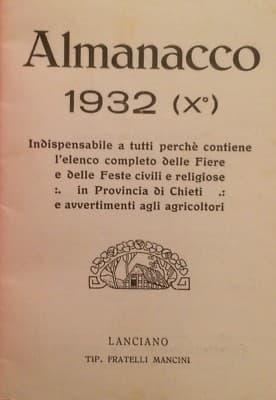 Almanacco
1932 (X°)
Indispensabile a tutti perchè contiene
l'elenco completo delle Fiere
e delle Feste civili e religiose
:. in Provincia di Chieti .:
e avvertimenti agli agricoltori
LANCIANO
TIP. FRATELLI MANCINI